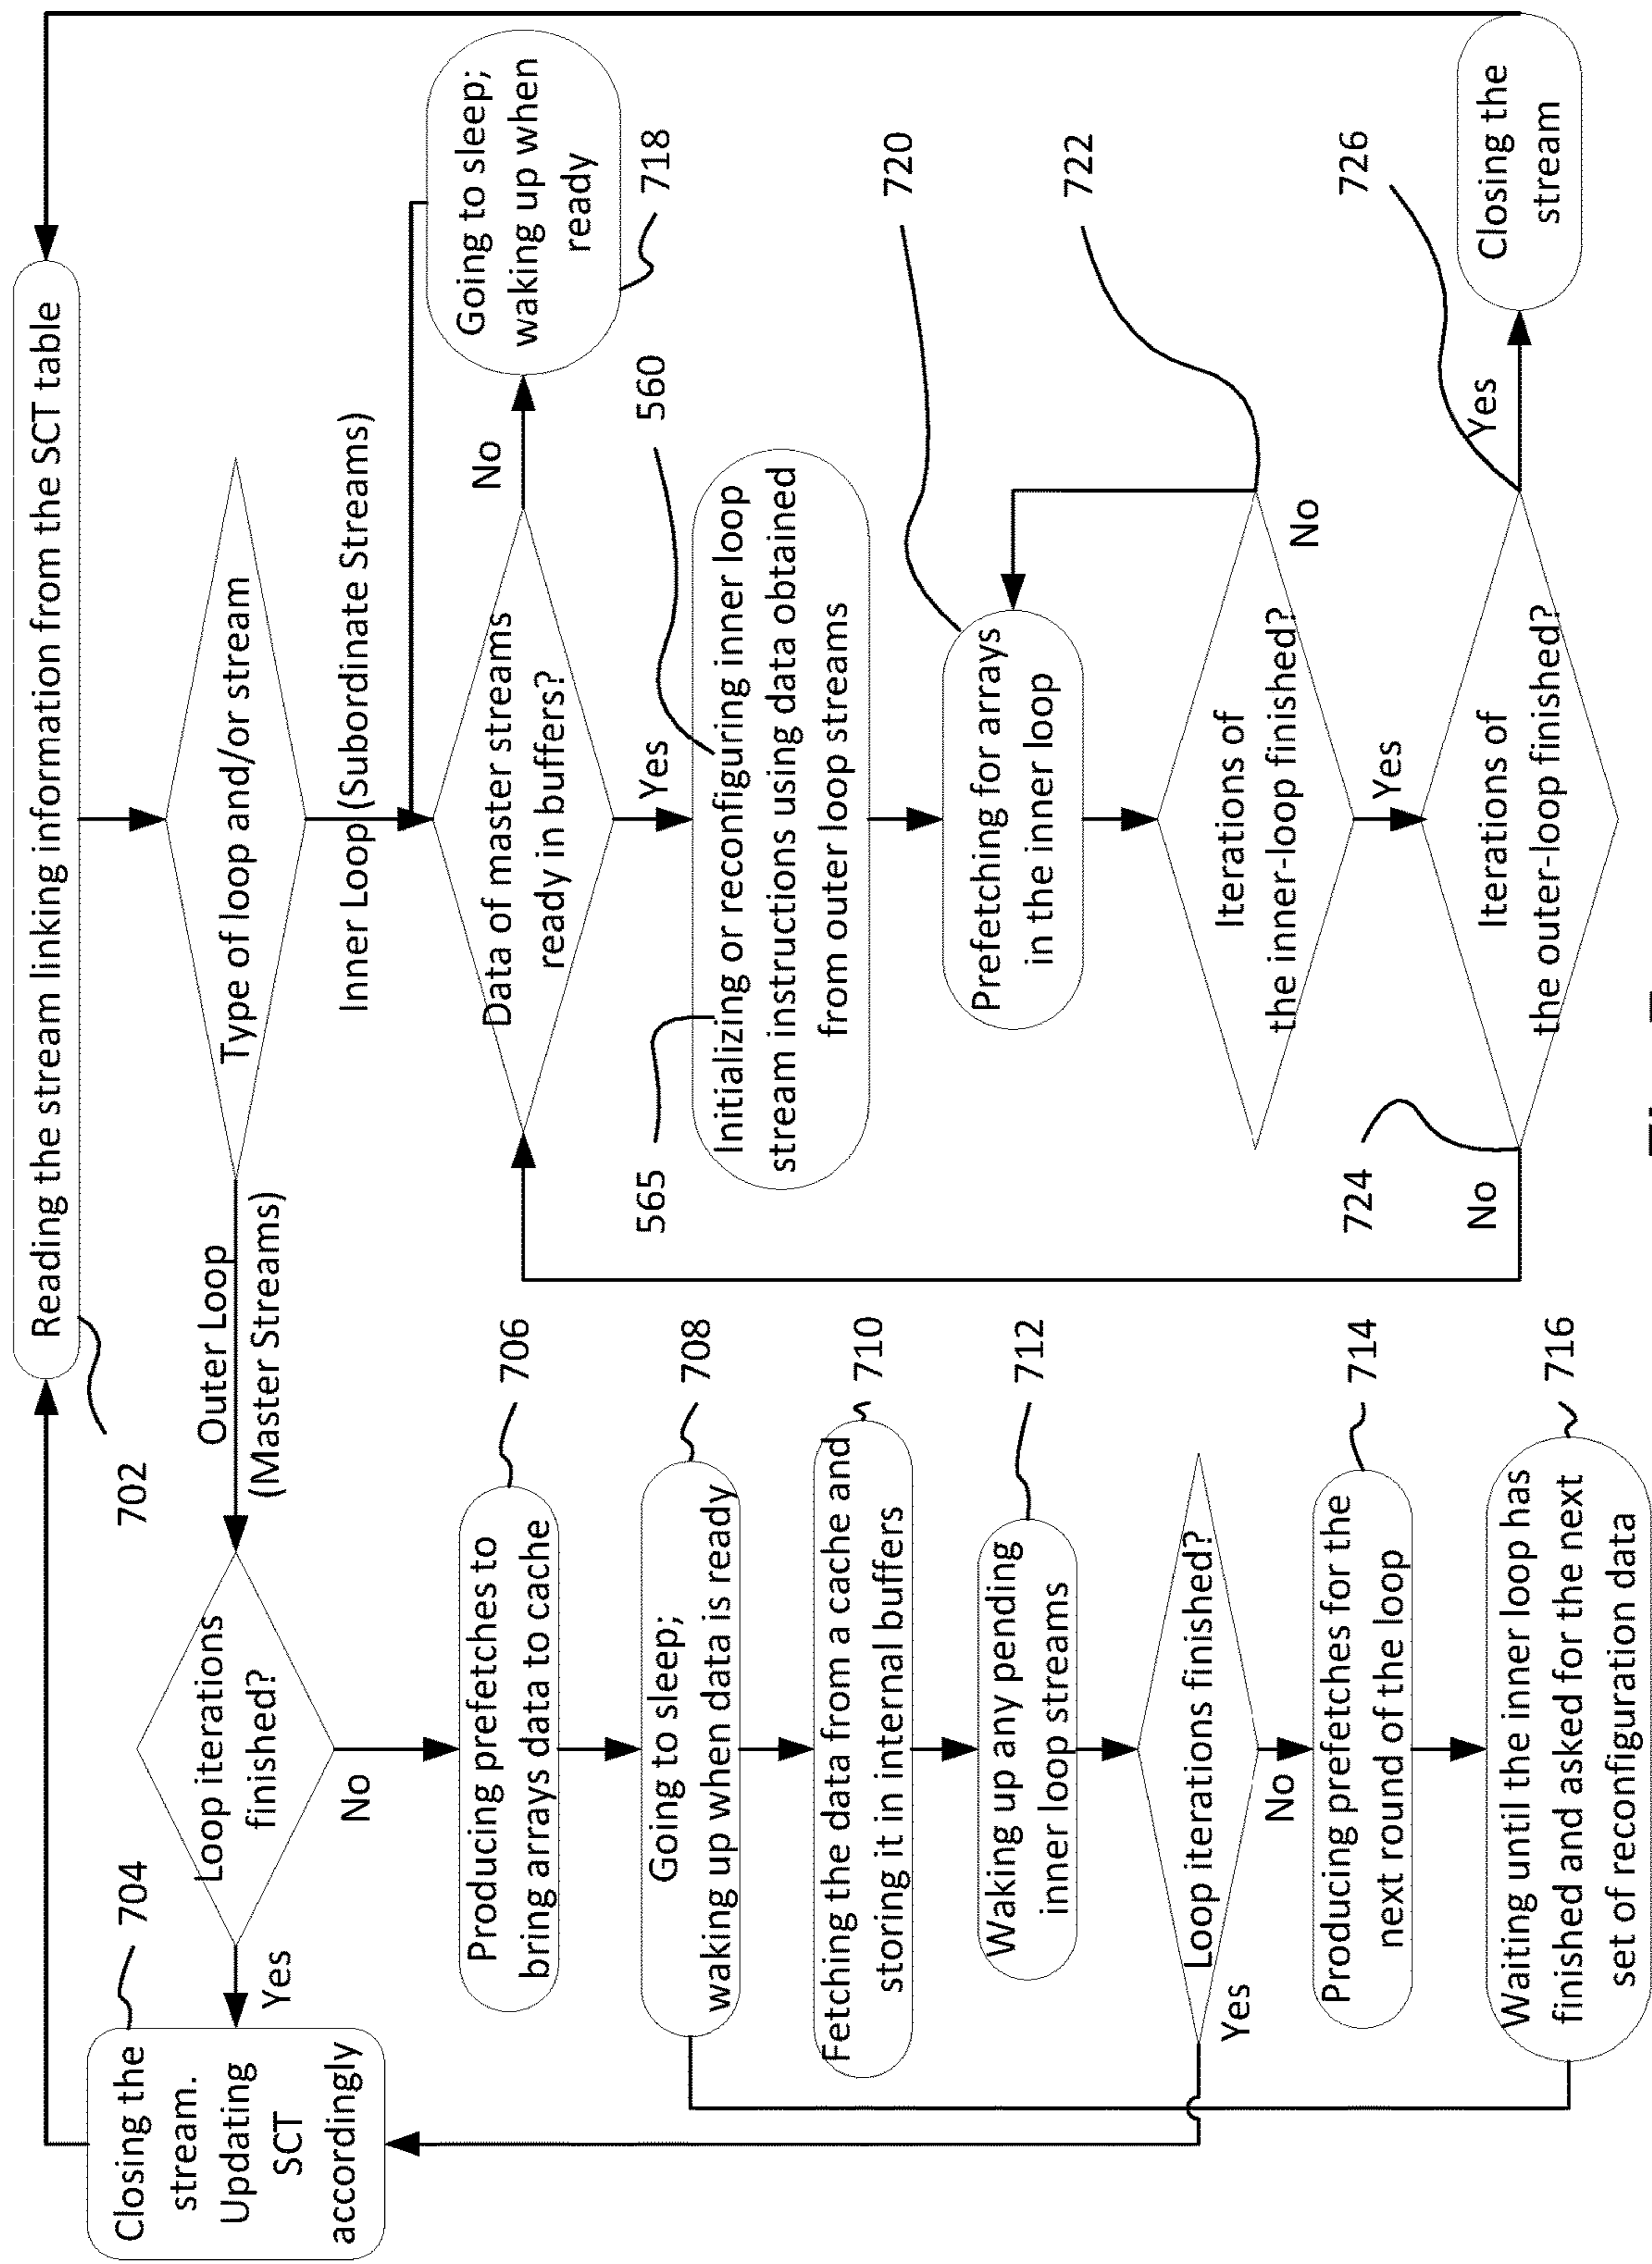 Reading the stream linking information from the SCT table
702
Type of loop and/or stream
Outer Loop
(Master Streams)
Inner Loop (Subordinate Streams)
Closing the
stream.
Updating
SCT
accordingly
704
Loop iterations
finished?
Yes
No
Producing prefetches to
bring arrays data to cache
706
Going to sleep;
waking up when data is ready
708
Fetching the data from a cache and
storing it in internal buffers
710
Waking up any pending
inner loop streams
712
Loop iterations finished?
Yes
No
Producing prefetches for the
next round of the loop
714
Waiting until the inner loop has
finished and asked for the next
set of reconfiguration data
716
Data of master streams
ready in buffers?
No
Going to sleep;
waking up when
ready
718
Yes
565
560
Initializing or reconfiguring inner loop
stream instructions using data obtained
from outer loop streams
Prefetching for arrays
in the inner loop
720
Iterations of
the inner-loop finished?
722
No
Yes
Iterations of
the outer-loop finished?
724
No
726
Yes
Closing the
stream